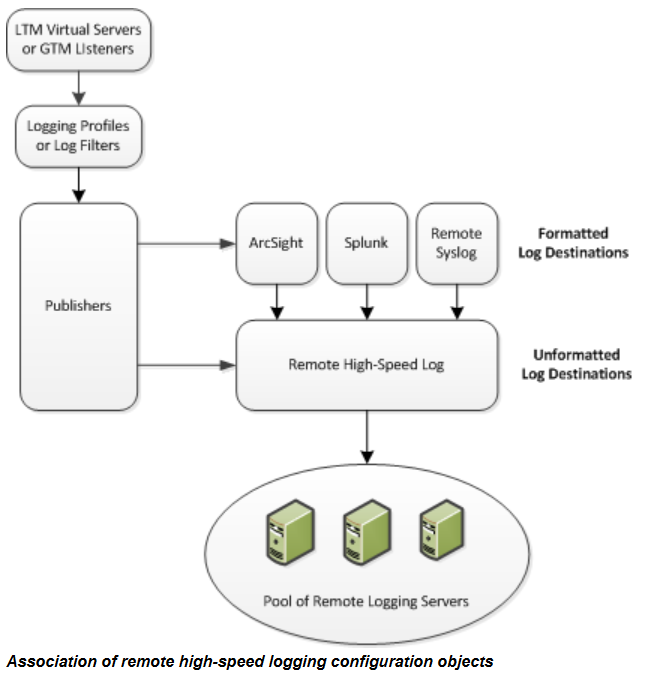 LTM Virtual Servers
or GTM LIsteners
Logging Profiles
or Log Filters
Publishers
ArcSight
Splunk
Remote
Syslog
Formatted
Log Destinations
Remote High-Speed Log
Unformatted
Log Destinations
Pool of Remote Logging Servers
Association of remote high-speed logging configuration objects